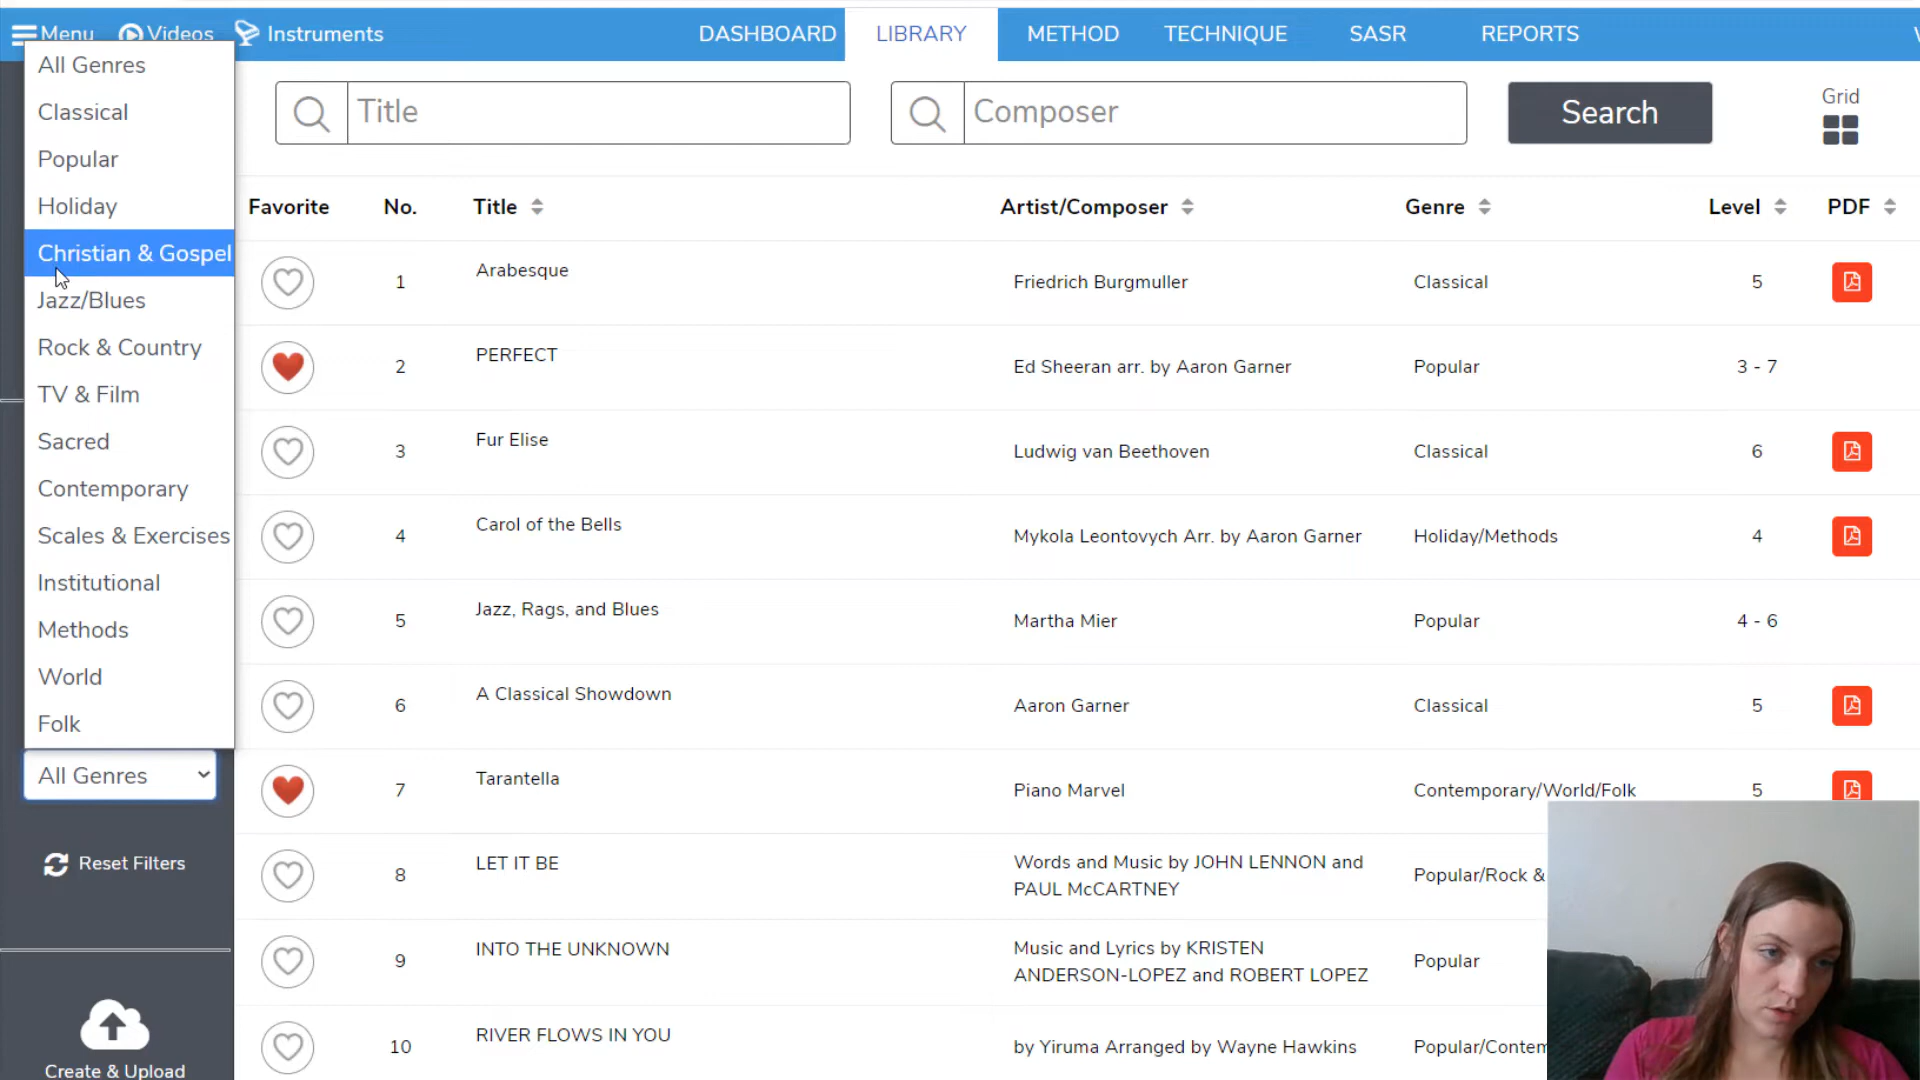 Menu
Videos
Instruments
DASHBOARD
LIBRARY
METHOD
TECHNIQUE
SASR
REPORTS
All Genres
Classical
Popular
Holiday
Christian & Gospel
Jazz/Blues
Rock & Country
TV & Film
Sacred
Contemporary
Scales & Exercises
Institutional
Methods
World
Folk
All Genres
Reset Filters
Create & Upload
Title
Composer
Search
Grid
Favorite No. Title Artist/Composer Genre Level PDF
1 Arabesque Friedrich Burgmuller Classical 5
2 PERFECT Ed Sheeran arr. by Aaron Garner Popular 3 - 7
3 Fur Elise Ludwig van Beethoven Classical 6
4 Carol of the Bells Mykola Leontovych Arr. by Aaron Garner Holiday/Methods 4
5 Jazz, Rags, and Blues Martha Mier Popular 4 - 6
6 A Classical Showdown Aaron Garner Classical 5
7 Tarantella Piano Marvel Contemporary/World/Folk 5
8 LET IT BE Words and Music by JOHN LENNON and
PAUL McCARTNEY Popular/Rock &
9 INTO THE UNKNOWN Music and Lyrics by KRISTEN
ANDERSON-LOPEZ and ROBERT LOPEZ Popular
10 RIVER FLOWS IN YOU by Yiruma Arranged by Wayne Hawkins Popular/Contem